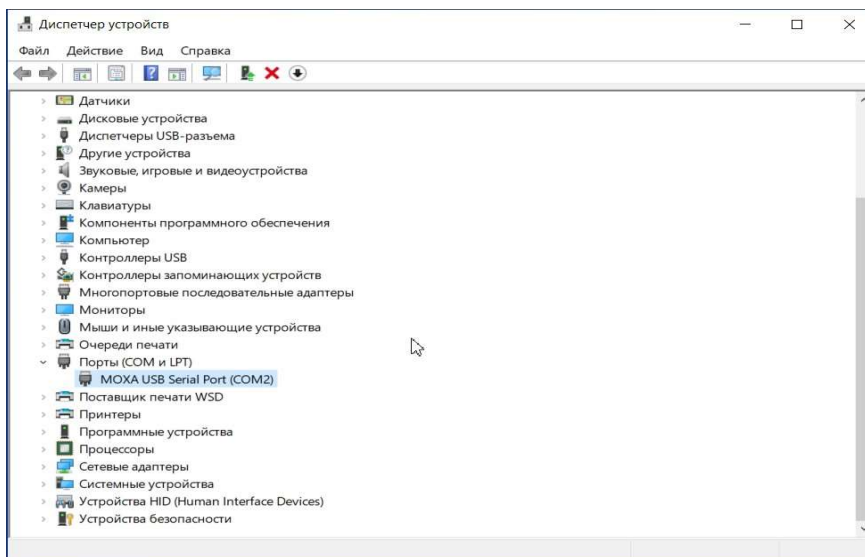 Диспетчер устройств
Файл Действие Вид Справка
Датчики
Дисковые устройства
Диспетчеры USB-разъема
Другие устройства
Звуковые, игровые и видеоустройства
Камеры
Клавиатуры
Компоненты программного обеспечения
Компьютер
Контроллеры USB
Контроллеры запоминающих устройств
Многопортовые последовательные адаптеры
Мониторы
Мыши и иные указывающие устройства
Очереди печати
Порты (COM и LPT)
MOXA USB Serial Port (COM2)
Поставщик печати WSD
Принтеры
Программные устройства
Процессоры
Сетевые адаптеры
Системные устройства
Устройства HID (Human Interface Devices)
Устройства безопасности